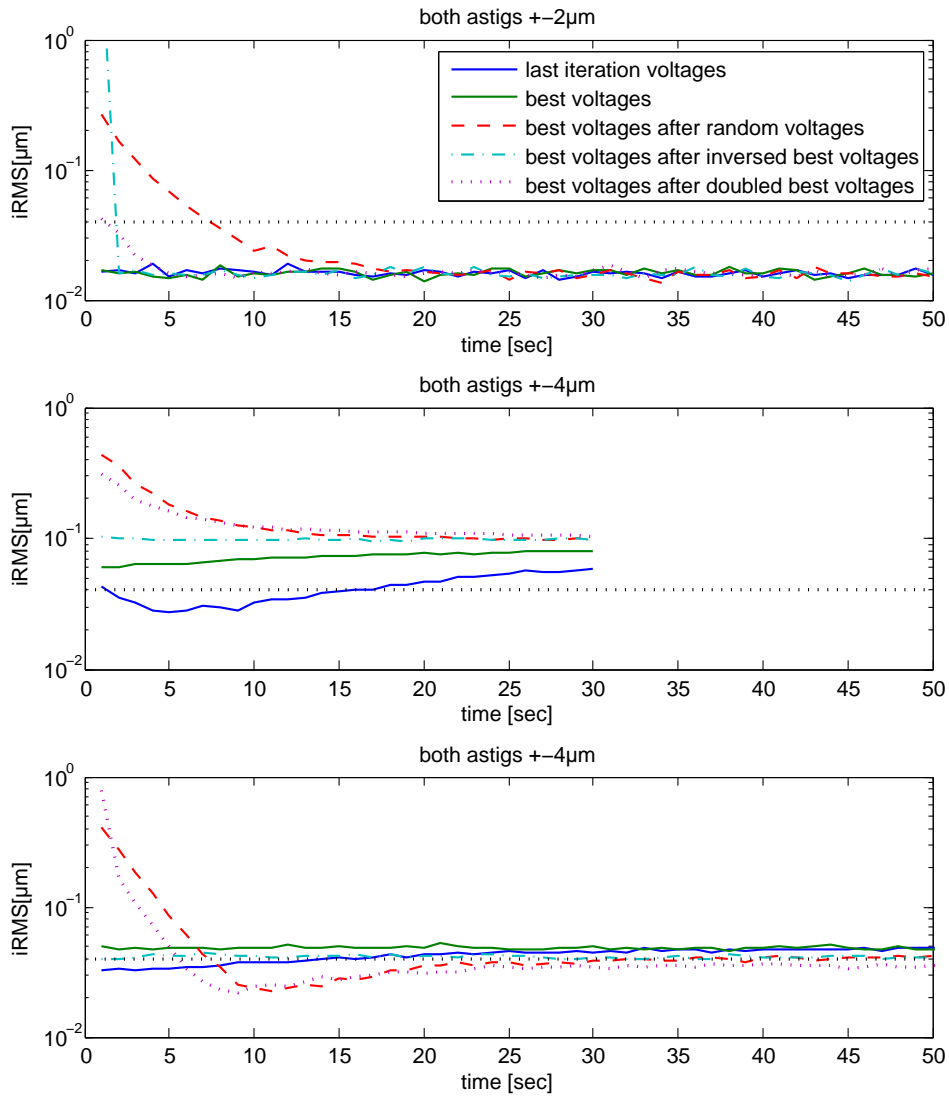 both astigs +−2µm
10^0
10^-1
10^-2
iRMS[µm]
last iteration voltages
best voltages
best voltages after random voltages
best voltages after inversed best voltages
best voltages after doubled best voltages
0 5 10 15 20 25 30 35 40 45 50
time [sec]
both astigs +−4µm
10^0
10^-1
10^-2
iRMS[µm]
0 5 10 15 20 25 30 35 40 45 50
time [sec]
both astigs +−4µm
10^0
10^-1
10^-2
iRMS[µm]
0 5 10 15 20 25 30 35 40 45 50
time [sec]